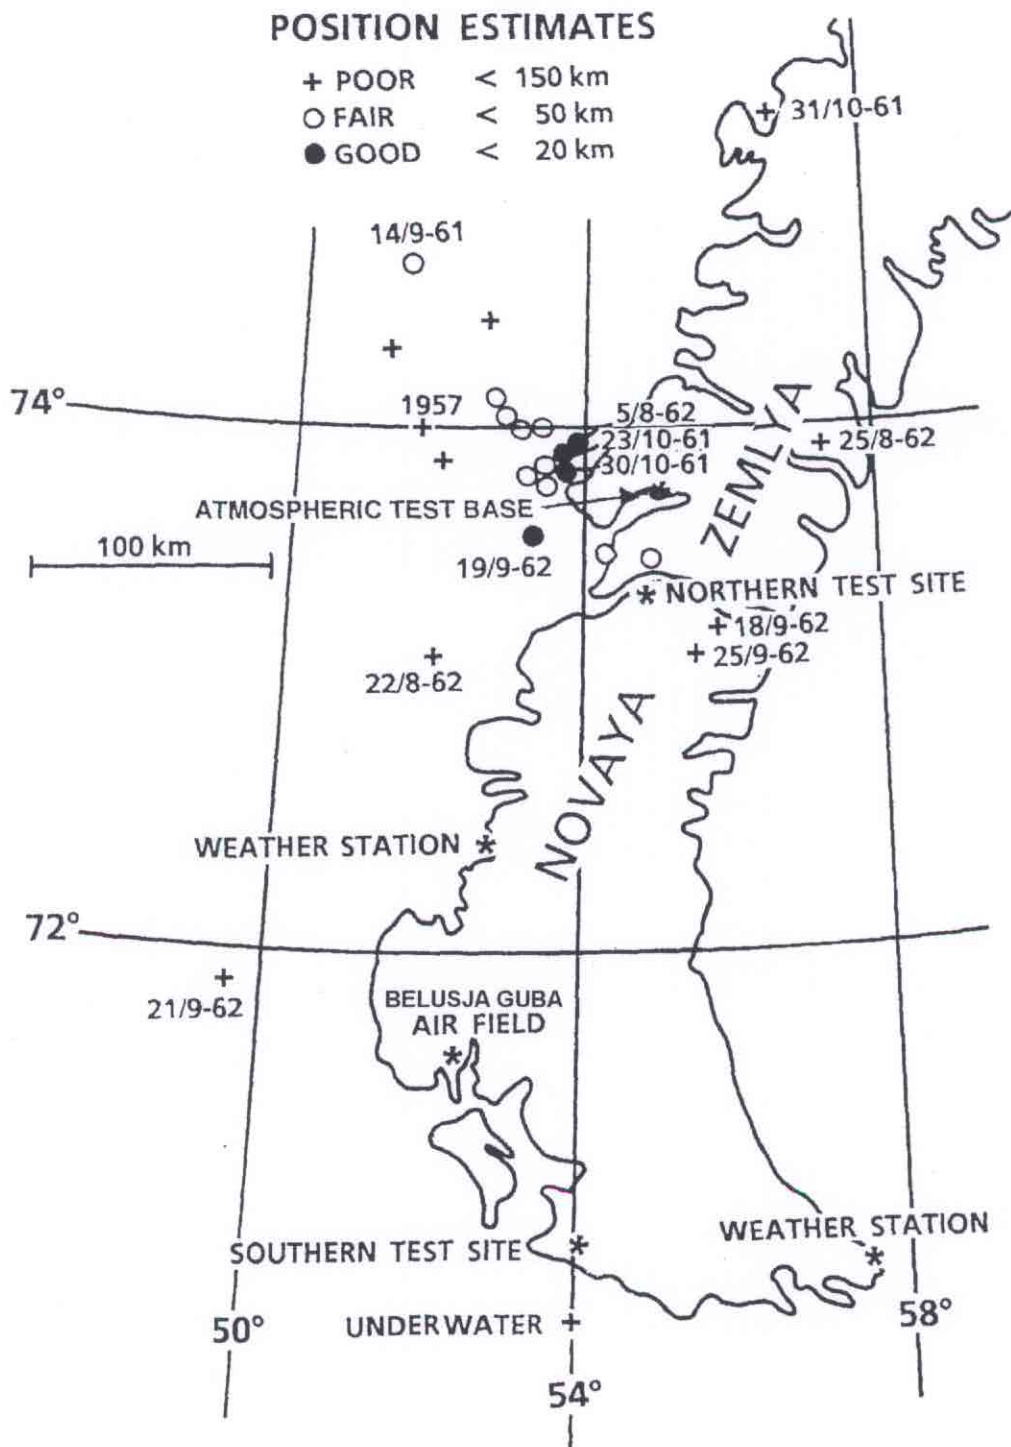 POSITION ESTIMATES
+ POOR < 150 km
○ FAIR < 50 km
● GOOD < 20 km
+ 31/10-61
14/9-61
74°
1957
5/8-62
23/10-61
30/10-61
+ 25/8-62
ATMOSPHERIC TEST BASE
ZEMLYA
100 km
19/9-62
* NORTHERN TEST SITE
+ 18/9-62
+ 25/9-62
22/8-62
NOVAYA
WEATHER STATION *
72°
21/9-62
BELUSJA GUBA
AIR FIELD
*
WEATHER STATION
*
SOUTHERN TEST SITE *
UNDERWATER +
50°
58°
54°